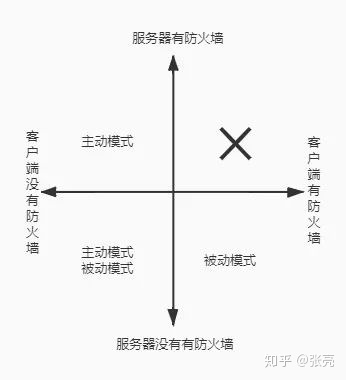 服务器有防火墙
客户端没有防火墙
主动模式
客户端有防火墙
主动模式
被动模式
被动模式
服务器没有有防火墙
知乎 @张亮